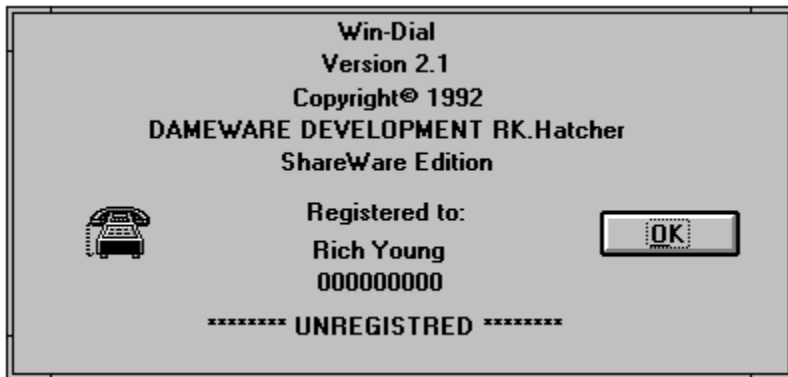 Win-Dial
Version 2.1
Copyright© 1992
DAMEWARE DEVELOPMENT RK.Hatcher
ShareWare Edition
Registered to:
Rich Young
000000000
OK
******** UNREGISTRED ********